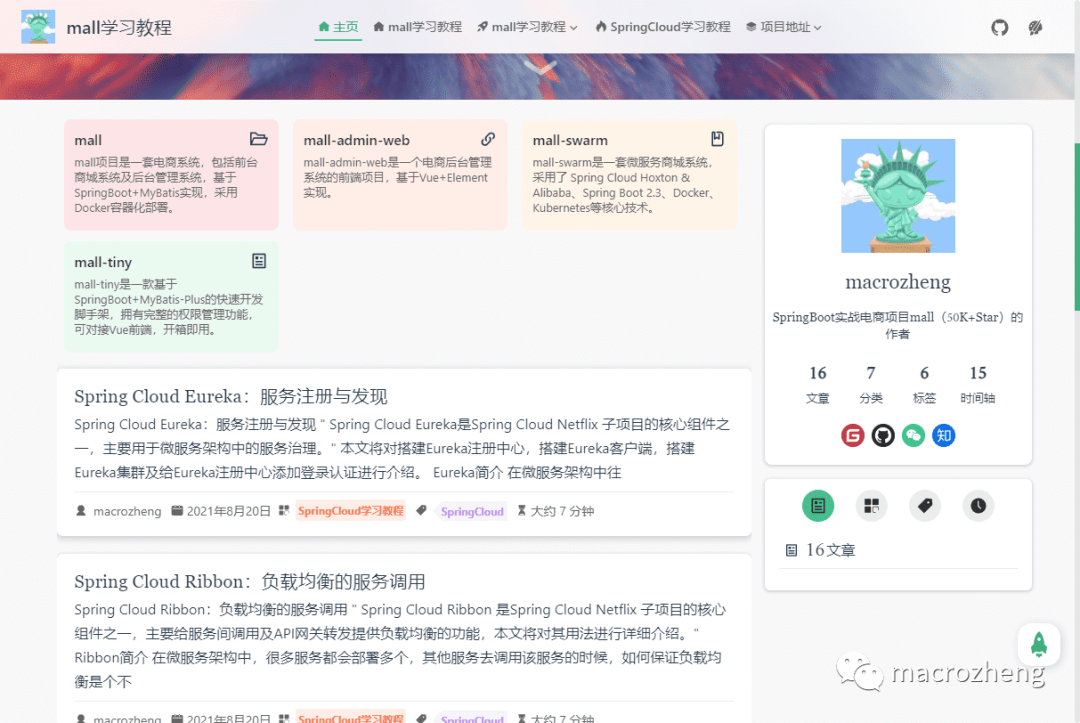 mall学习教程
主页
mall学习教程
mall学习教程
SpringCloud学习教程
项目地址
mall
mall项目是一套电商系统，包括前台
商城系统及后台管理系统，基于
SpringBoot+MyBatis实现，采用
Docker容器化部署。
mall-admin-web
mall-admin-web是一个电商后台管理
系统的前端项目，基于Vue+Element
实现。
mall-swarm
mall-swarm是一套微服务商城系统，
采用了 Spring Cloud Hoxton &
Alibaba、Spring Boot 2.3、Docker、
Kubernetes等核心技术。
mall-tiny
mall-tiny是一款基于
SpringBoot+MyBatis-Plus的快速开发
脚手架，拥有完整的权限管理功能，
可对接Vue前端，开箱即用。
Spring Cloud Eureka：服务注册与发现
Spring Cloud Eureka：服务注册与发现 “ Spring Cloud Eureka是Spring Cloud Netflix 子项目的核心组件之
一，主要用于微服务架构中的服务治理。“ 本文将对搭建Eureka注册中心，搭建Eureka客户端，搭建
Eureka集群及给Eureka注册中心添加登录认证进行介绍。 Eureka简介 在微服务架构中往
macrozheng 2021年8月20日 SpringCloud学习教程 SpringCloud 大约 7 分钟
Spring Cloud Ribbon：负载均衡的服务调用
Spring Cloud Ribbon：负载均衡的服务调用 “ Spring Cloud Ribbon 是Spring Cloud Netflix 子项目的核心
组件之一，主要给服务间调用及API网关转发提供负载均衡的功能，本文将对其用法进行详细介绍。“
Ribbon简介 在微服务架构中，很多服务都会部署多个，其他服务去调用该服务的时候，如何保证负载均
衡是个不
macrozheng 2021年8月20日 SpringCloud学习教程 SpringCloud 大约 7 分钟
macrozheng
SpringBoot实战电商项目mall（50K+Star）的
作者
16 7 6 15
文章 分类 标签 时间轴
G
知
16文章
macrozheng